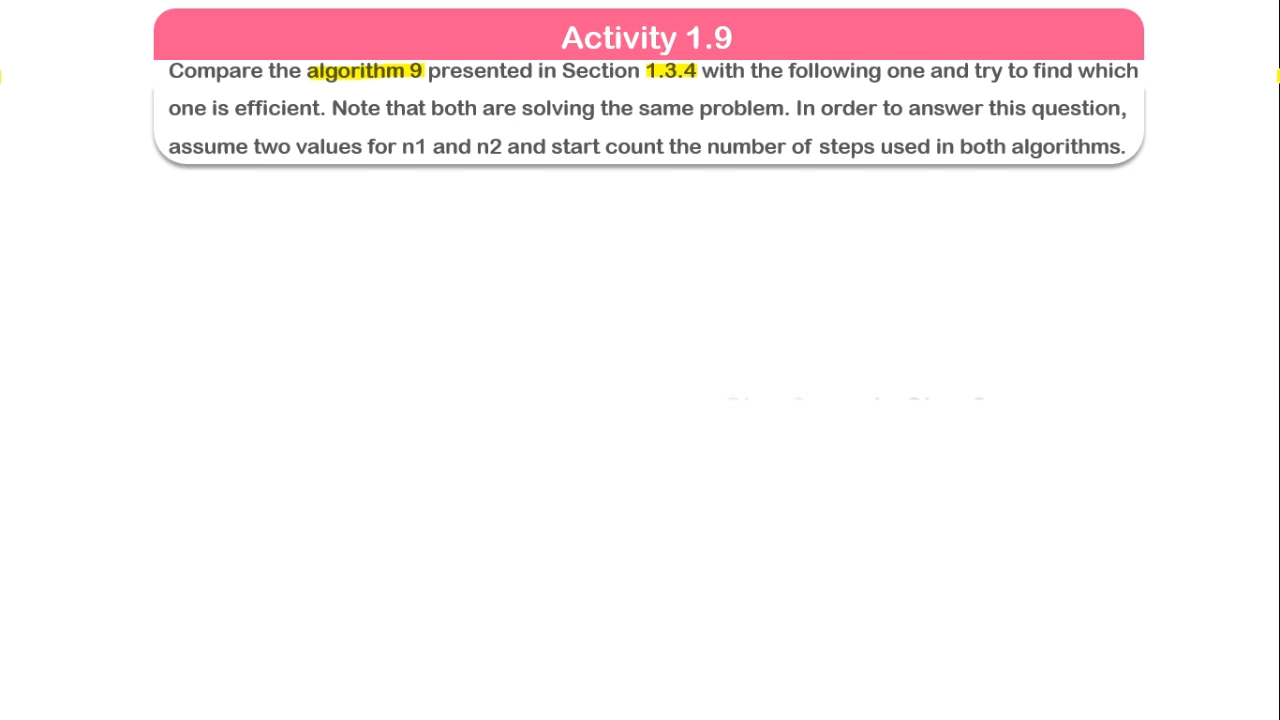 Activity 1.9
Compare the algorithm 9 presented in Section 1.3.4 with the following one and try to find which
one is efficient. Note that both are solving the same problem. In order to answer this question,
assume two values for n1 and n2 and start count the number of steps used in both algorithms.